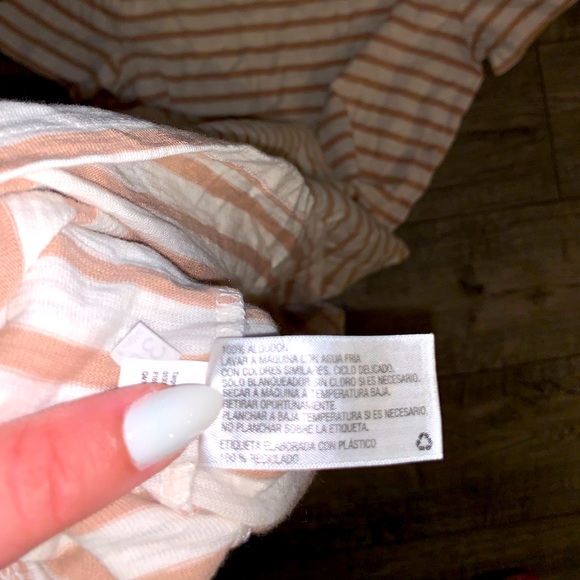 100% ALGODÓN
LAVAR A MÁQUINA CON AGUA FRÍA
CON COLORES SIMILARES. CICLO DELICADO.
SOLO BLANQUEADOR SIN CLORO SI ES NECESARIO.
SECAR A MÁQUINA A TEMPERATURA BAJA.
RETIRAR OPORTUNAMENTE.
PLANCHAR A BAJA TEMPERATURA SI ES NECESARIO.
NO PLANCHAR SOBRE LA ETIQUETA.
ETIQUETA ELABORADA CON PLÁSTICO
100% RECICLADO